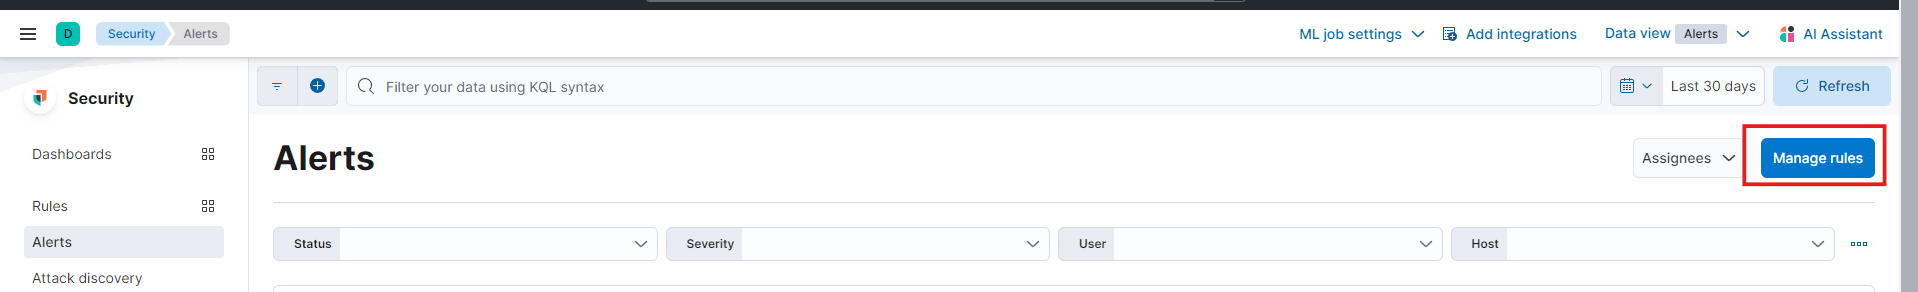 D Security Alerts ML job settings Add integrations Data view Alerts AI Assistant
Security
Filter your data using KQL syntax Last 30 days Refresh
Dashboards
Alerts
Assignees Manage rules
Rules
Alerts
Status Severity User Host
Attack discovery